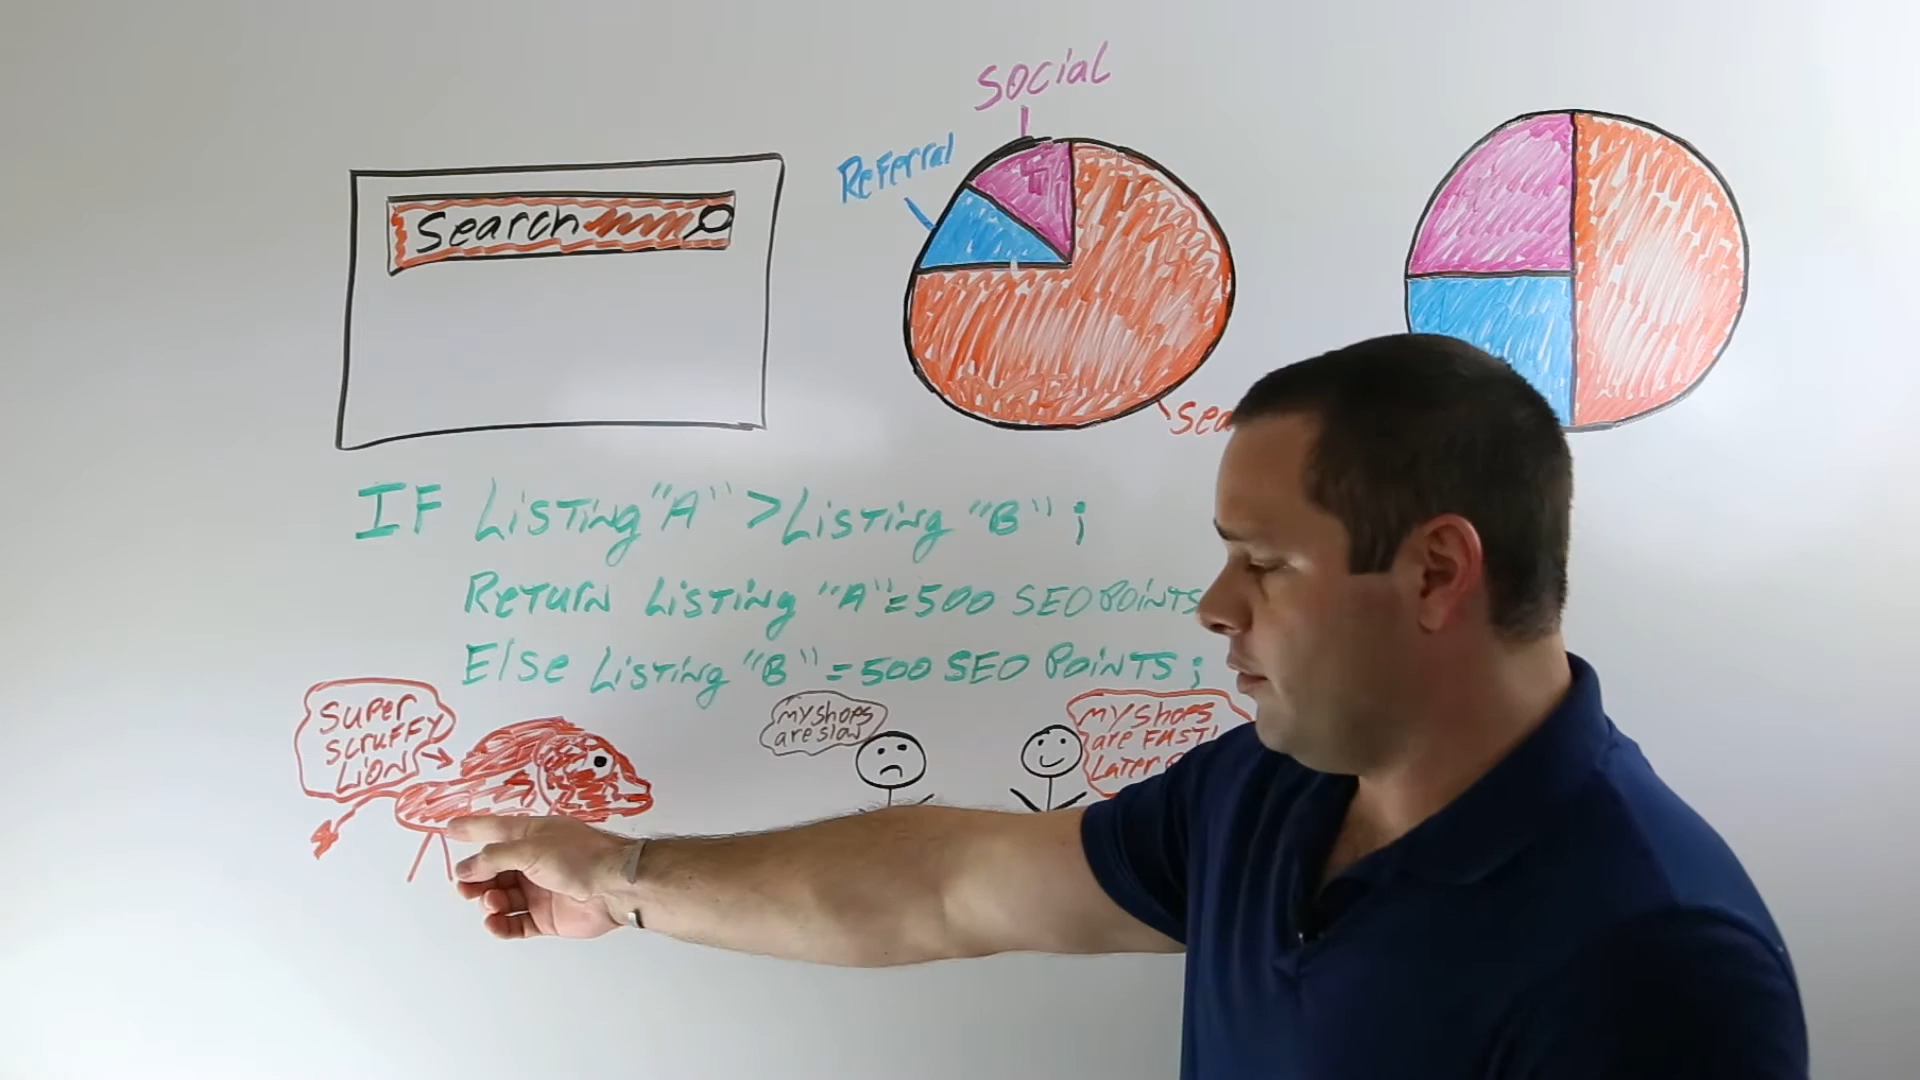 Social
Referral
Search
IF Listing "A" > Listing "B" ;
Return Listing "A" = 500 SEO POINTS
Else Listing "B" = 500 SEO POINTS ;
SUPER
SCRUFFY
LION
my shops
are slow
my shops
are FAST!
Later